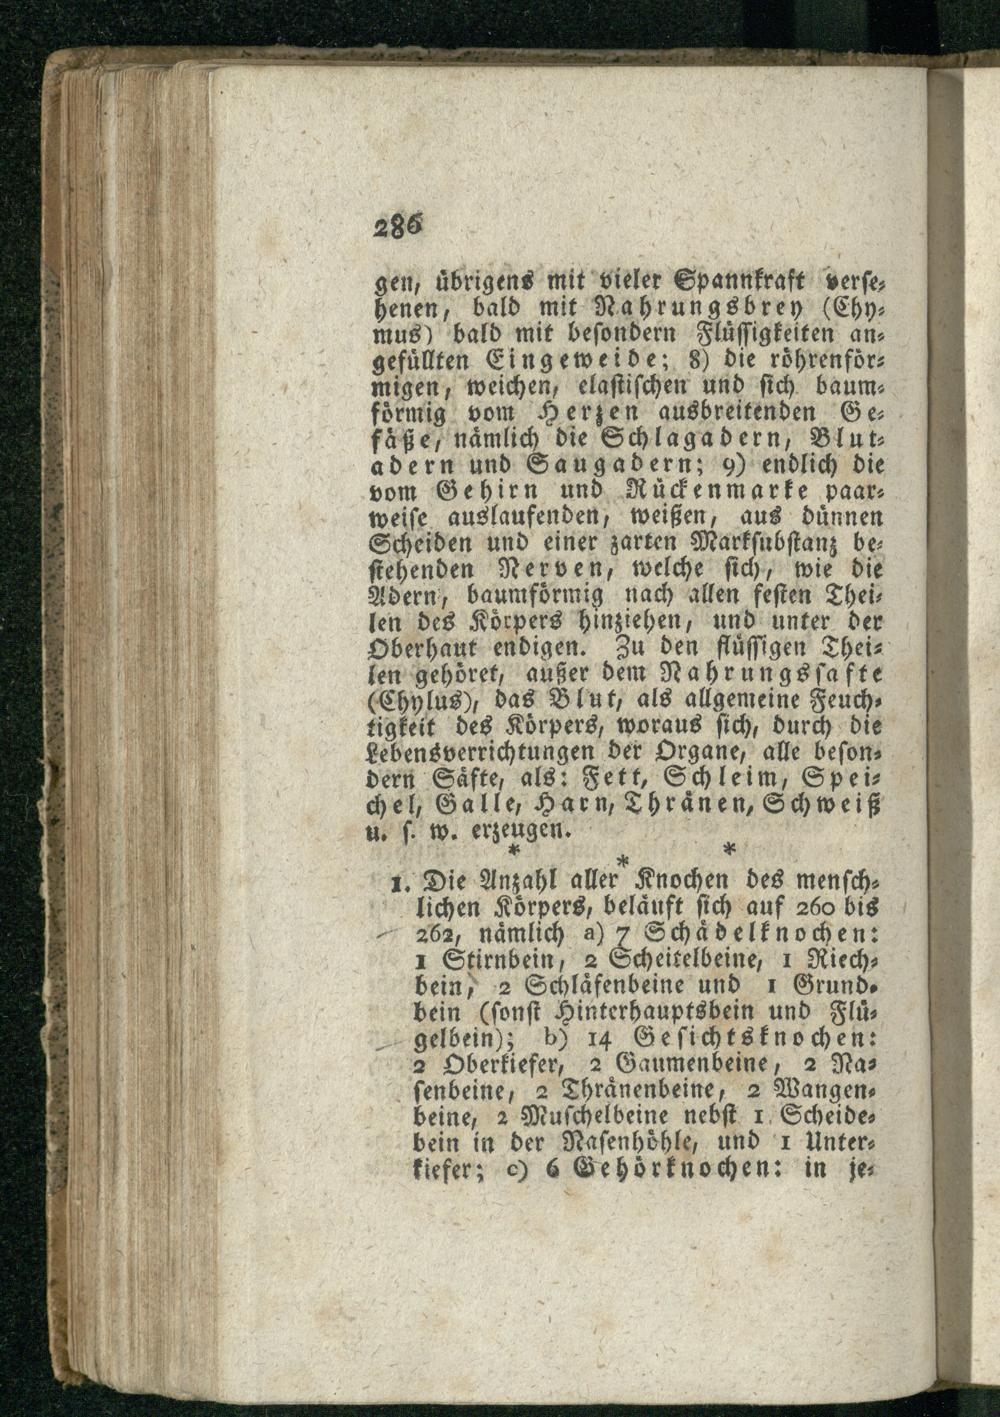 286
gen, übrigens mit vieler Spannkraft verse-
henen, bald mit Nahrungsbrey (Chy-
mus) bald mit besondern Flüssigkeiten an-
gefüllten Eingeweide; 8) die röhrenför-
migen, weichen, elastischen und sich baum-
förmig vom Herzen ausbreitenden Ge-
fäße, nämlich die Schlagadern, Blut-
adern und Saugadern; 9) endlich die
vom Gehirn und Rückenmarke paar-
weise auslaufenden, weißen, aus dünnen
Scheiden und einer zarten Marksubstanz be-
stehenden Nerven, welche sich, wie die
Adern, baumförmig nach allen festen Thei-
len des Körpers hinziehen, und unter der
Oberhaut endigen. Zu den flüssigen Thei-
len gehöret, außer dem Nahrungssafte
(Chylus), das Blut, als allgemeine Feuch-
tigkeit des Körpers, woraus sich, durch die
Lebensverrichtungen der Organe, alle beson-
dern Säfte, als: Fett, Schleim, Spei-
chel, Galle, Harn, Thränen, Schweiß
u. s. w. erzeugen.
* * *
1. Die Anzahl aller Knochen des mensch-
lichen Körpers, beläuft sich auf 260 bis
262, nämlich a) 7 Schädelknochen:
1 Stirnbein, 2 Scheitelbeine, 1 Riech-
bein, 2 Schläfenbeine und 1 Grund-
bein (sonst Hinterhauptsbein und Flü-
gelbein); b) 14 Gesichtsknochen:
2 Oberkiefer, 2 Gaumenbeine, 2 Na-
senbeine, 2 Thränenbeine, 2 Wangen-
beine, 2 Muschelbeine nebst 1 Scheide-
bein in der Nasenhöhle, und 1 Unter-
kiefer; c) 6 Gehörknochen: in je-